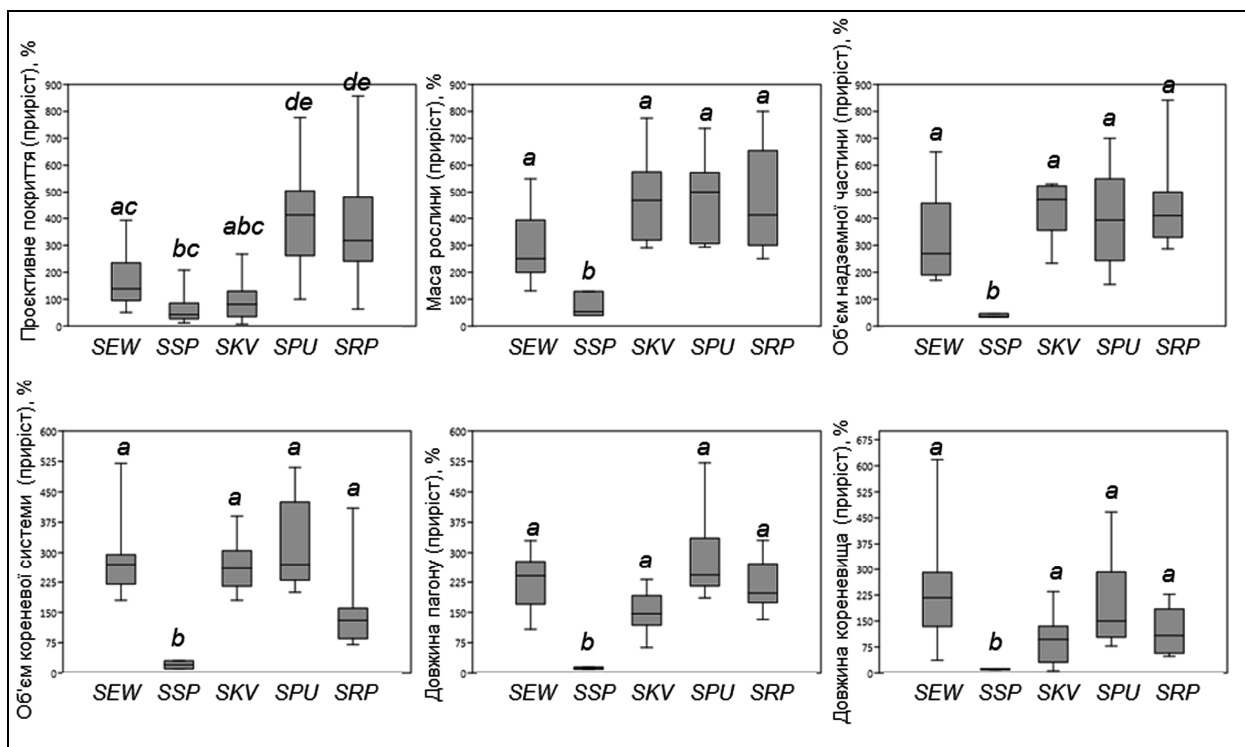 Проєктивне покриття (приріст), %
900
800
700
600
500
400
300
200
100
0
ac
bc
abc
de
de
SEW SSP SKV SPU SRP
Маса рослини (приріст), %
900
800
700
600
500
400
300
200
100
0
a
b
a
a
a
SEW SSP SKV SPU SRP
Об'єм надземної частини (приріст), %
900
800
700
600
500
400
300
200
100
0
a
b
a
a
a
SEW SSP SKV SPU SRP
Об'єм кореневої системи (приріст), %
600
525
450
375
300
225
150
75
0
a
b
a
a
a
SEW SSP SKV SPU SRP
Довжина пагону (приріст), %
600
525
450
375
300
225
150
75
0
a
b
a
a
a
SEW SSP SKV SPU SRP
Довжина кореневища (приріст), %
675
600
525
450
375
300
225
150
75
0
a
b
a
a
a
SEW SSP SKV SPU SRP